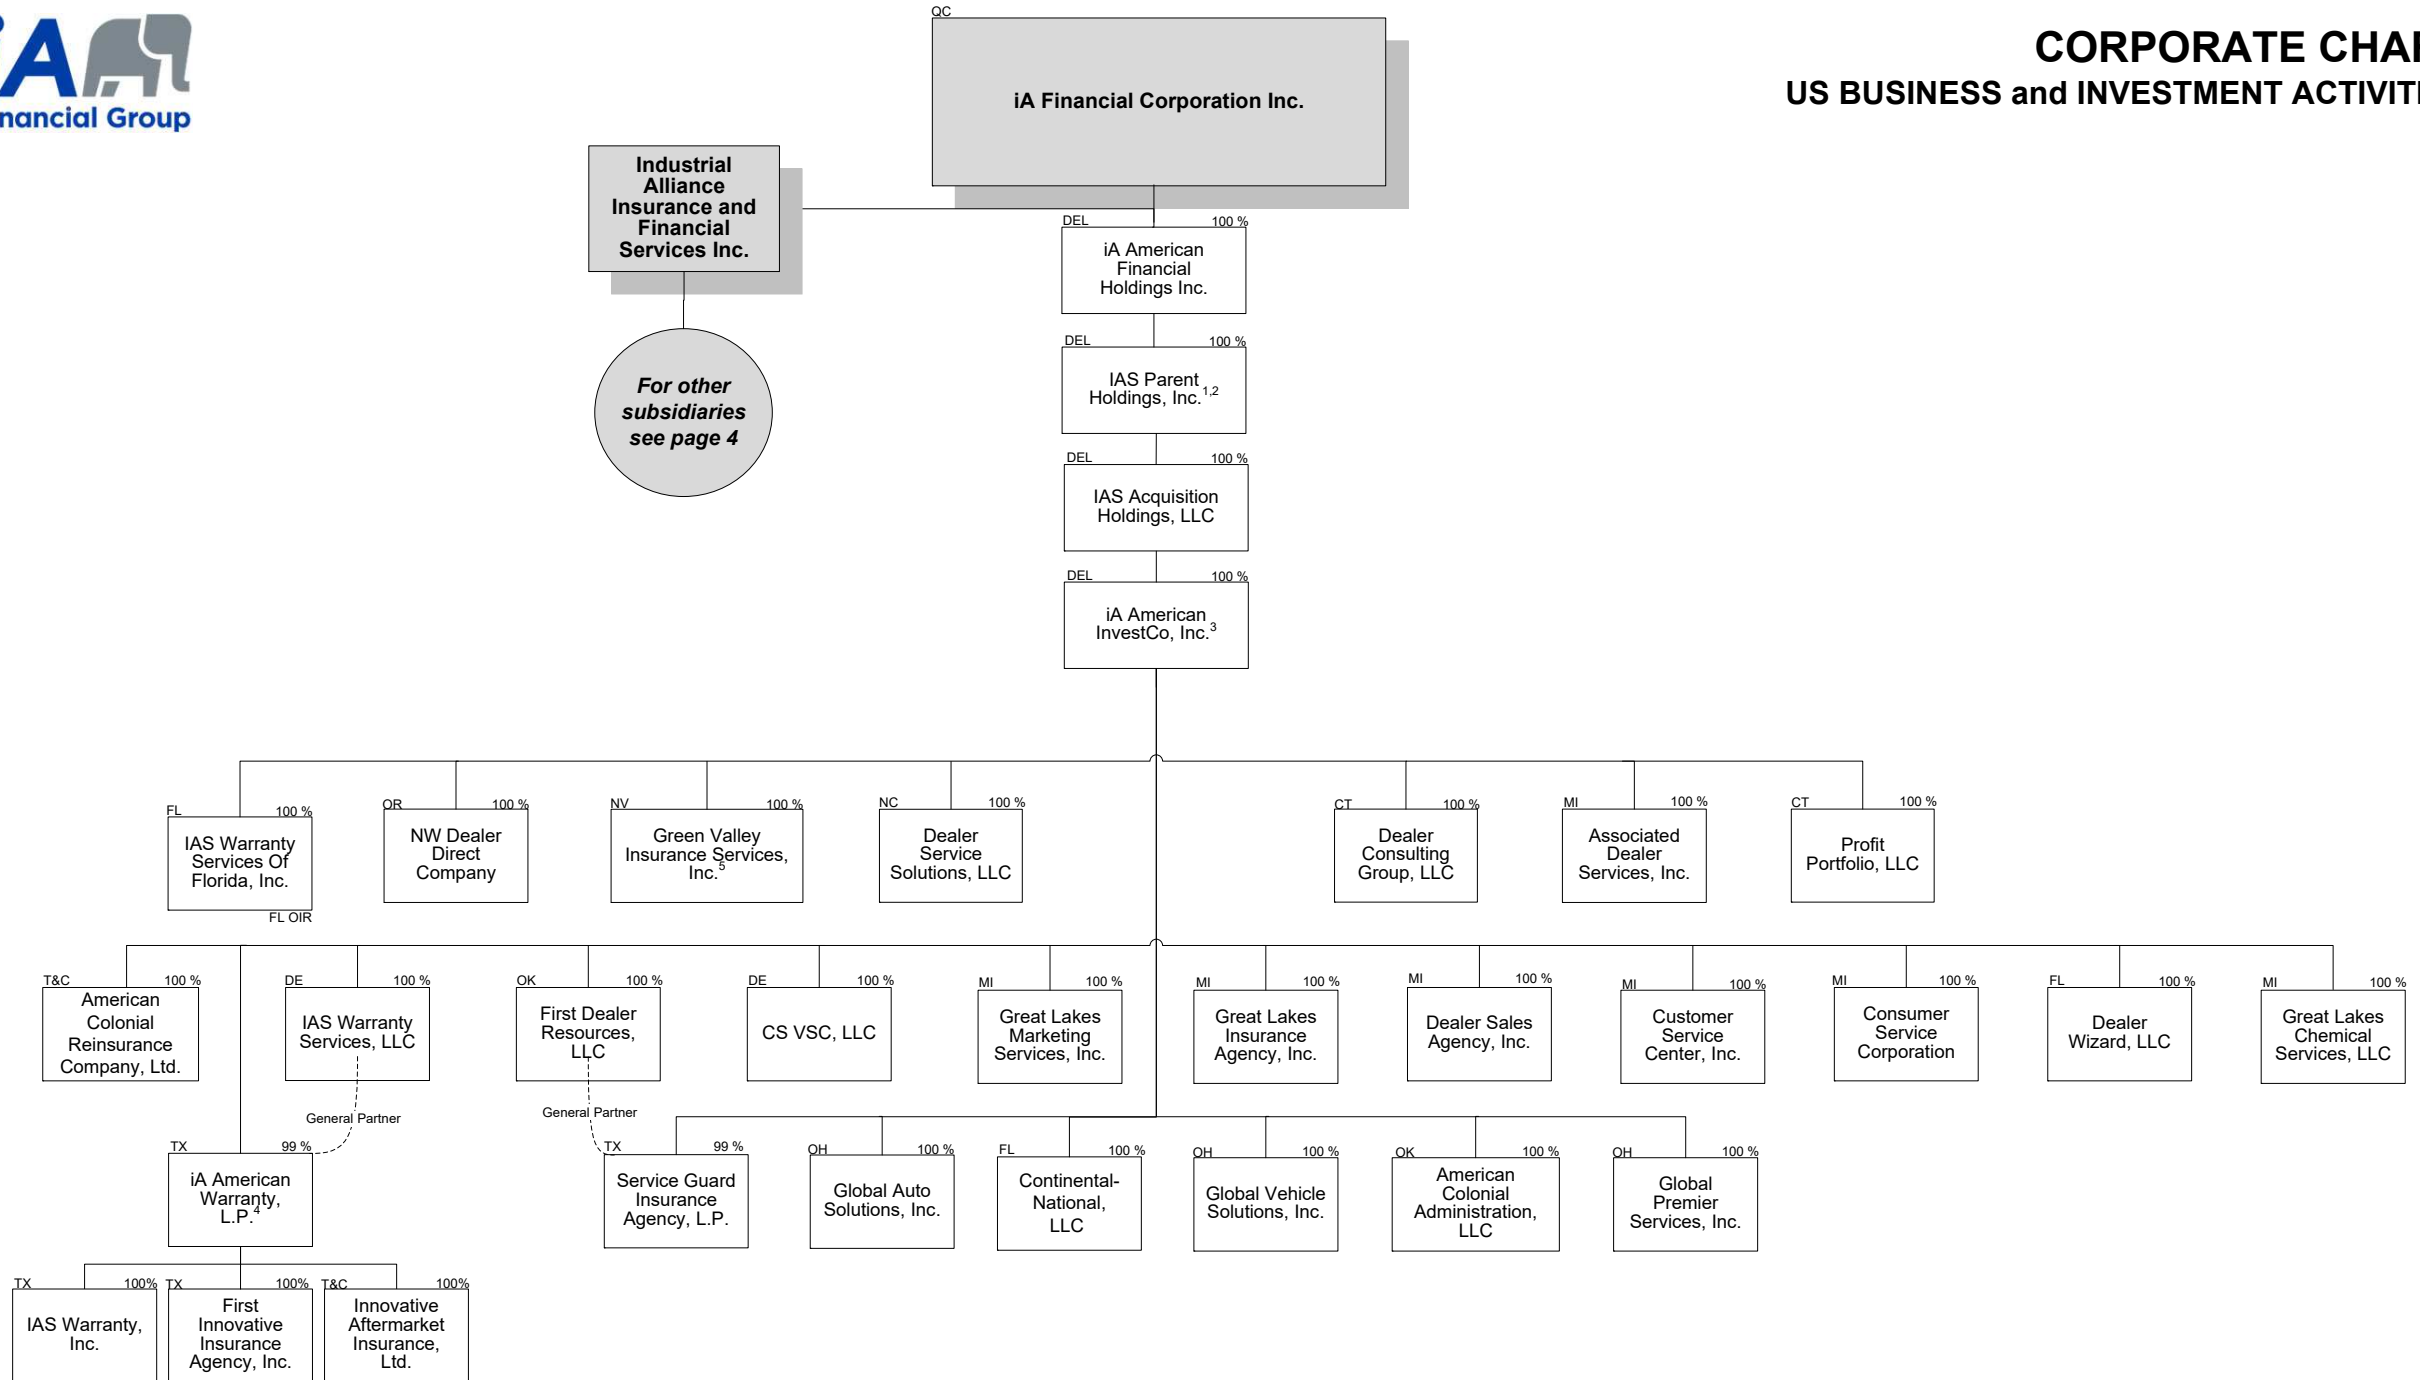 iA
nancial Group
CORPORATE CHAR
US BUSINESS and INVESTMENT ACTIVITI
QC
iA Financial Corporation Inc.
Industrial
Alliance
Insurance and
Financial
Services Inc.
For other
subsidiaries
see page 4
DEL 100 %
iA American
Financial
Holdings Inc.
DEL 100 %
IAS Parent
Holdings, Inc.1,2
DEL 100 %
IAS Acquisition
Holdings, LLC
DEL 100 %
iA American
InvestCo, Inc.3
FL 100 %
IAS Warranty
Services Of
Florida, Inc.
FL OIR
OR 100 %
NW Dealer
Direct
Company
NV 100 %
Green Valley
Insurance Services,
Inc.5
NC 100 %
Dealer
Service
Solutions, LLC
CT 100 %
Dealer
Consulting
Group, LLC
MI 100 %
Associated
Dealer
Services, Inc.
CT 100 %
Profit
Portfolio, LLC
T&C 100 %
American
Colonial
Reinsurance
Company, Ltd.
DE 100 %
IAS Warranty
Services, LLC
General Partner
OK 100 %
First Dealer
Resources,
LLC
General Partner
DE 100 %
CS VSC, LLC
MI 100 %
Great Lakes
Marketing
Services, Inc.
MI 100 %
Great Lakes
Insurance
Agency, Inc.
MI 100 %
Dealer Sales
Agency, Inc.
MI 100 %
Customer
Service
Center, Inc.
MI 100 %
Consumer
Service
Corporation
FL 100 %
Dealer
Wizard, LLC
MI 100 %
Great Lakes
Chemical
Services, LLC
TX 99 %
iA American
Warranty,
L.P.4
TX 99 %
Service Guard
Insurance
Agency, L.P.
OH 100 %
Global Auto
Solutions, Inc.
FL 100 %
Continental-
National,
LLC
OH 100 %
Global Vehicle
Solutions, Inc.
OK 100 %
American
Colonial
Administration,
LLC
OH 100 %
Global
Premier
Services, Inc.
TX 100%
IAS Warranty,
Inc.
TX 100%
First
Innovative
Insurance
Agency, Inc.
T&C 100%
Innovative
Aftermarket
Insurance,
Ltd.